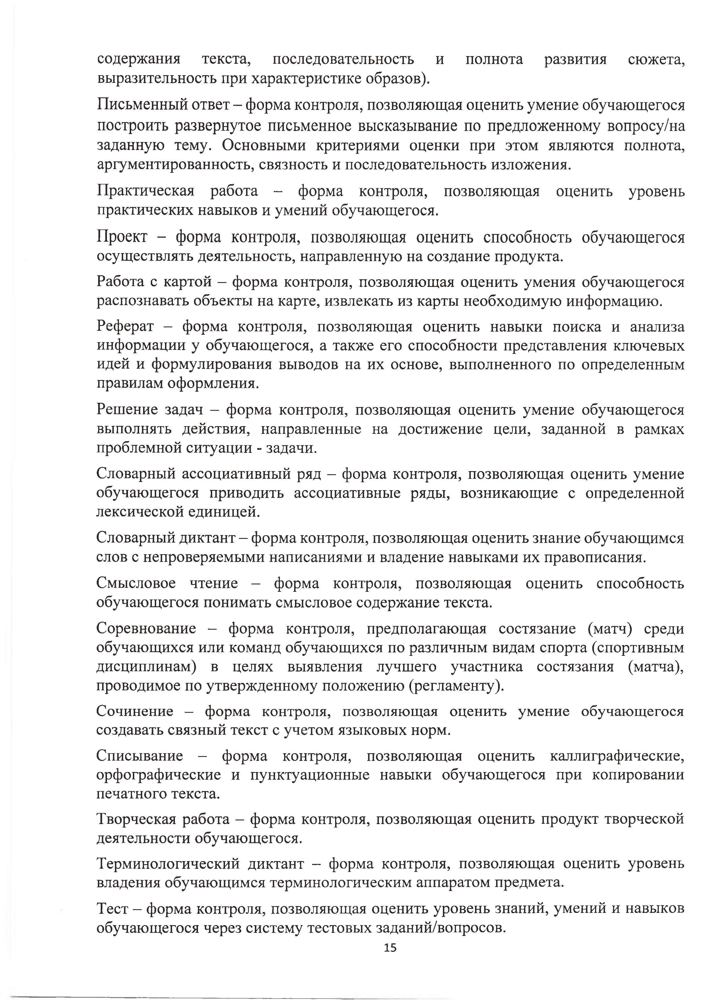 содержания текста, последовательность и полнота развития сюжета,
выразительность при характеристике образов).
Письменный ответ – форма контроля, позволяющая оценить умение обучающегося
построить развернутое письменное высказывание по предложенному вопросу/на
заданную тему. Основными критериями оценки при этом являются полнота,
аргументированность, связность и последовательность изложения.
Практическая работа – форма контроля, позволяющая оценить уровень
практических навыков и умений обучающегося.
Проект – форма контроля, позволяющая оценить способность обучающегося
осуществлять деятельность, направленную на создание продукта.
Работа с картой – форма контроля, позволяющая оценить умения обучающегося
распознавать объекты на карте, извлекать из карты необходимую информацию.
Реферат – форма контроля, позволяющая оценить навыки поиска и анализа
информации у обучающегося, а также его способности представления ключевых
идей и формулирования выводов на их основе, выполненного по определенным
правилам оформления.
Решение задач – форма контроля, позволяющая оценить умение обучающегося
выполнять действия, направленные на достижение цели, заданной в рамках
проблемной ситуации - задачи.
Словарный ассоциативный ряд – форма контроля, позволяющая оценить умение
обучающегося приводить ассоциативные ряды, возникающие с определенной
лексической единицей.
Словарный диктант – форма контроля, позволяющая оценить знание обучающимся
слов с непроверяемыми написаниями и владение навыками их правописания.
Смысловое чтение – форма контроля, позволяющая оценить способность
обучающегося понимать смысловое содержание текста.
Соревнование – форма контроля, предполагающая состязание (матч) среди
обучающихся или команд обучающихся по различным видам спорта (спортивным
дисциплинам) в целях выявления лучшего участника состязания (матча),
проводимое по утвержденному положению (регламенту).
Сочинение – форма контроля, позволяющая оценить умение обучающегося
создавать связный текст с учетом языковых норм.
Списывание – форма контроля, позволяющая оценить каллиграфические,
орфографические и пунктуационные навыки обучающегося при копировании
печатного текста.
Творческая работа – форма контроля, позволяющая оценить продукт творческой
деятельности обучающегося.
Терминологический диктант – форма контроля, позволяющая оценить уровень
владения обучающимся терминологическим аппаратом предмета.
Тест – форма контроля, позволяющая оценить уровень знаний, умений и навыков
обучающегося через систему тестовых заданий/вопросов.
15